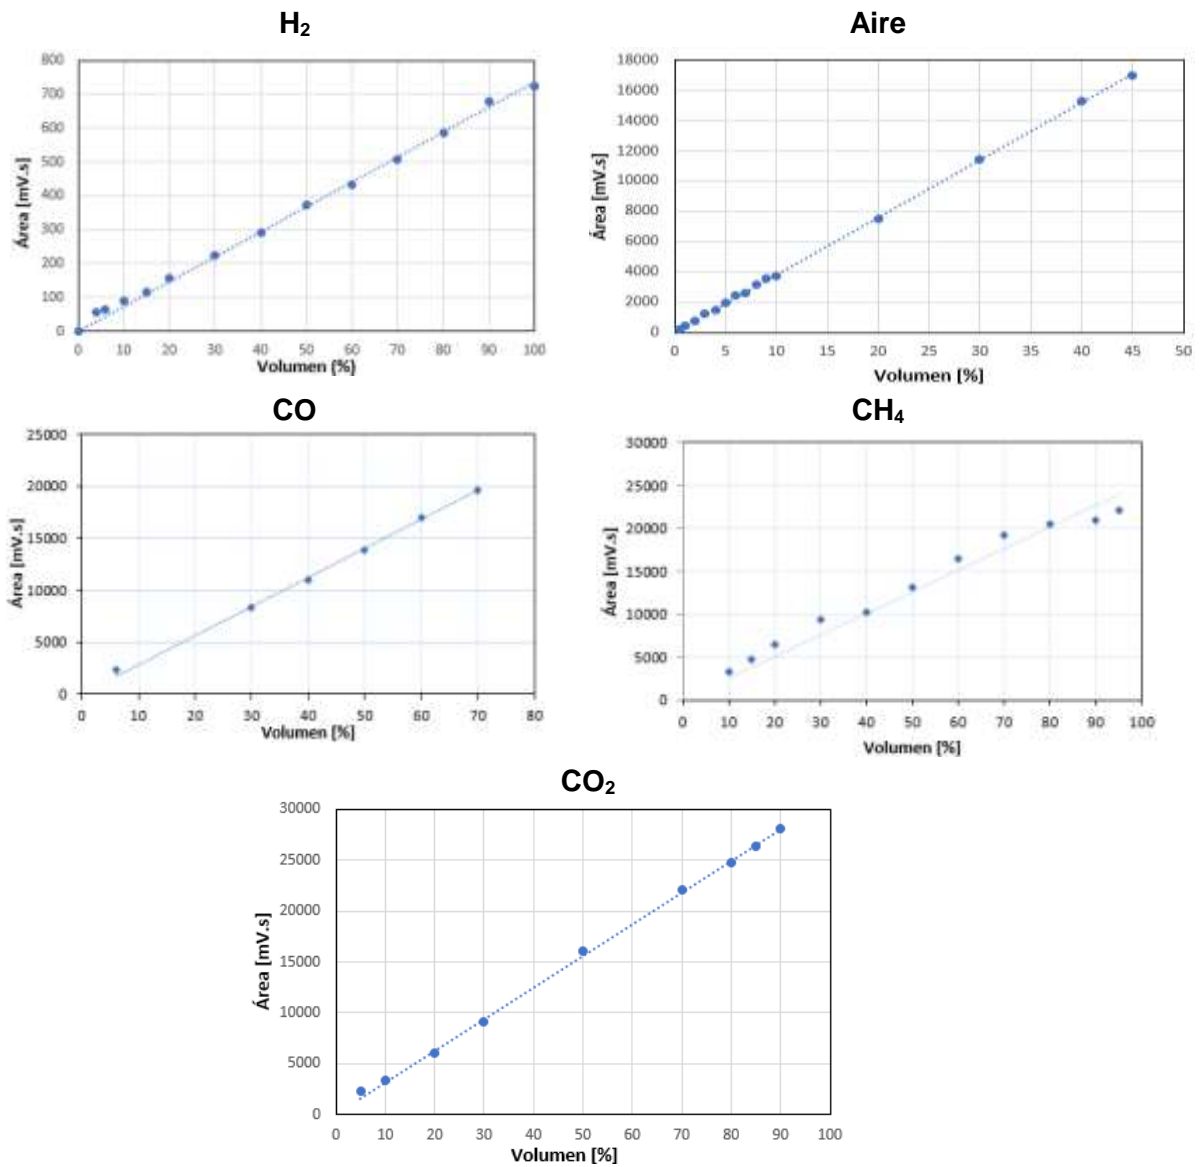 H₂
Aire
800
700
600
500
400
300
200
100
0
Área [mV.s]
0 10 20 30 40 50 60 70 80 90 100
Volumen [%]
18000
16000
14000
12000
10000
8000
6000
4000
2000
0
Área [mV.s]
0 5 10 15 20 25 30 35 40 45 50
Volumen [%]
CO
CH₄
25000
20000
15000
10000
5000
0
Área [mV.s]
0 10 20 30 40 50 60 70 80
Volumen [%]
30000
25000
20000
15000
10000
5000
0
Área [mV.s]
0 10 20 30 40 50 60 70 80 90 100
Volumen [%]
CO₂
30000
25000
20000
15000
10000
5000
0
Área [mV.s]
0 10 20 30 40 50 60 70 80 90 100
Volumen [%]